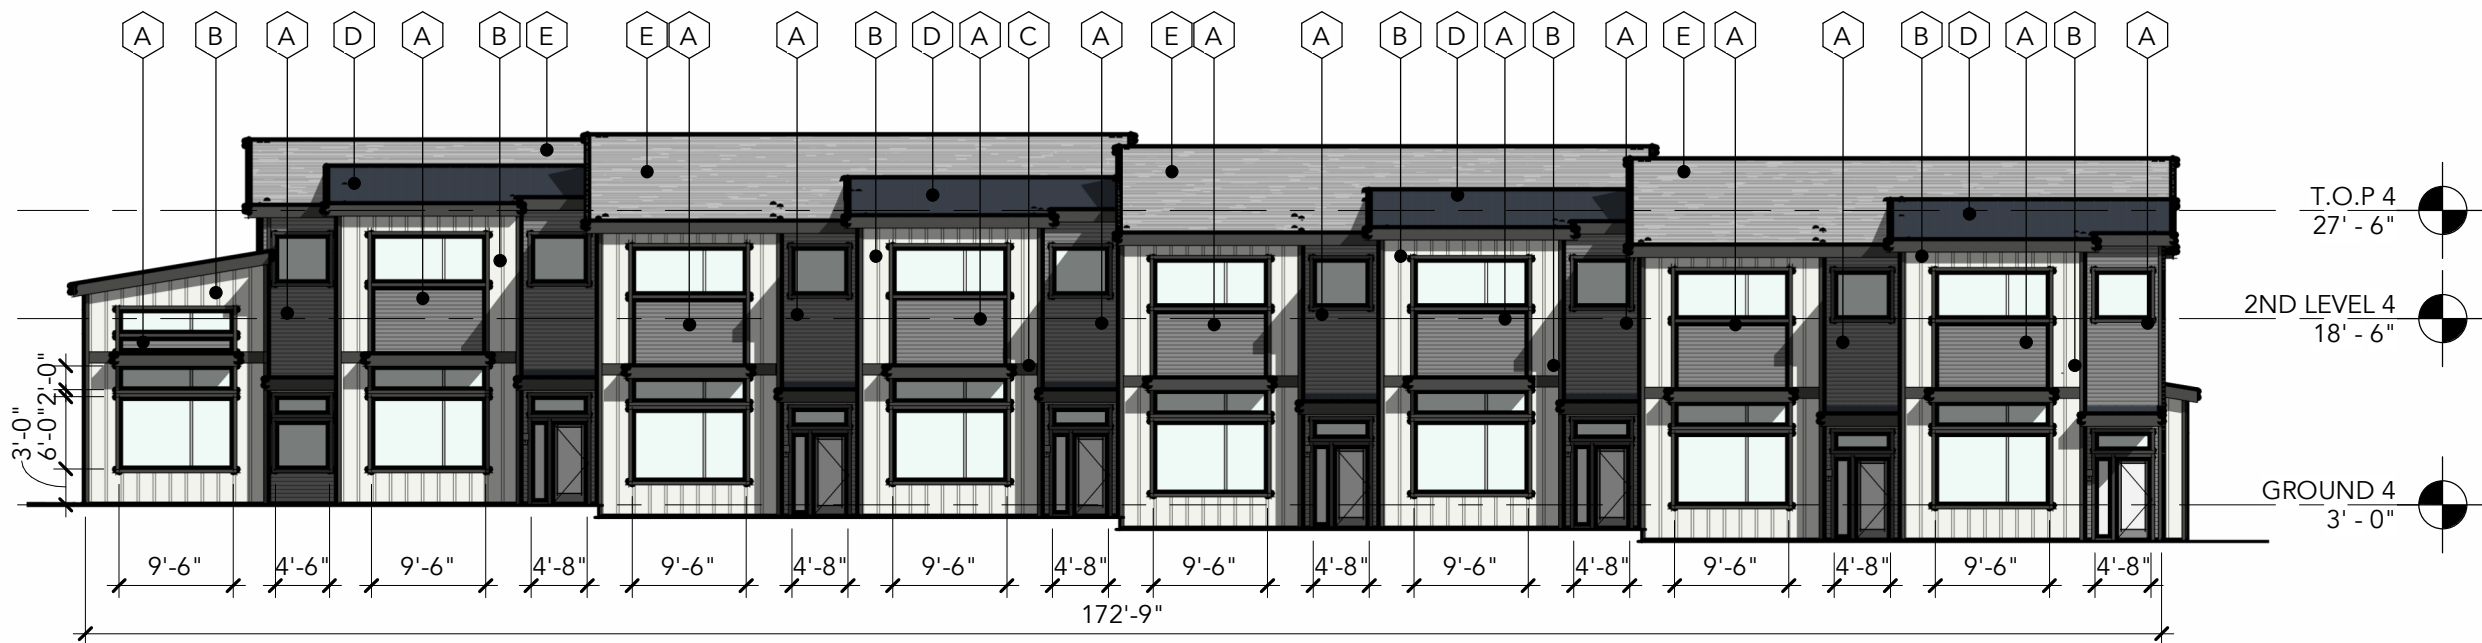 A B A D A B E E A A B D A C A E A A B D A B A E A A B D A B A
T.O.P 4
27' - 6"
2ND LEVEL 4
18' - 6"
GROUND 4
3' - 0"
2'-0"
6'-0"
3'-0"
9'-6" 4'-6" 9'-6" 4'-8" 9'-6" 4'-8" 9'-6" 4'-8" 9'-6" 4'-8" 9'-6" 4'-8" 9'-6" 4'-8" 9'-6" 4'-8"
172'-9"